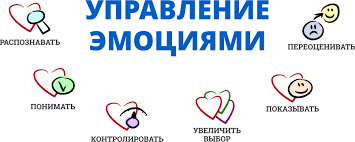 УПРАВЛЕНИЕ
ЭМОЦИЯМИ
РАСПОЗНАВАТЬ
ПЕРЕОЦЕНИВАТЬ
ПОНИМАТЬ
ПОКАЗЫВАТЬ
КОНТРОЛИРОВАТЬ
УВЕЛИЧИТЬ
ВЫБОР